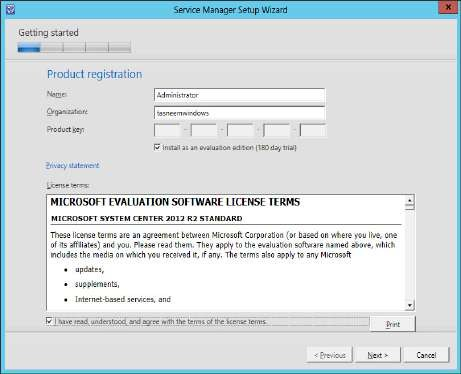 Service Manager Setup Wizard
x
Getting started
Product registration
Name:
Administrator
Organization:
tasneemwindows
Product key:
- - - -
Install as an evaluation edition (180 day trial)
Privacy statement
License terms:
MICROSOFT EVALUATION SOFTWARE LICENSE TERMS
MICROSOFT SYSTEM CENTER 2012 R2 STANDARD
These license terms are an agreement between Microsoft Corporation (or based on where you live, one
of its affiliates) and you. Please read them. They apply to the evaluation software named above, which
includes the media on which you received it, if any. The terms also apply to any Microsoft
• updates,
• supplements,
• Internet-based services, and
I have read, understood, and agree with the terms of the license terms.
Print
< Previous
Next >
Cancel